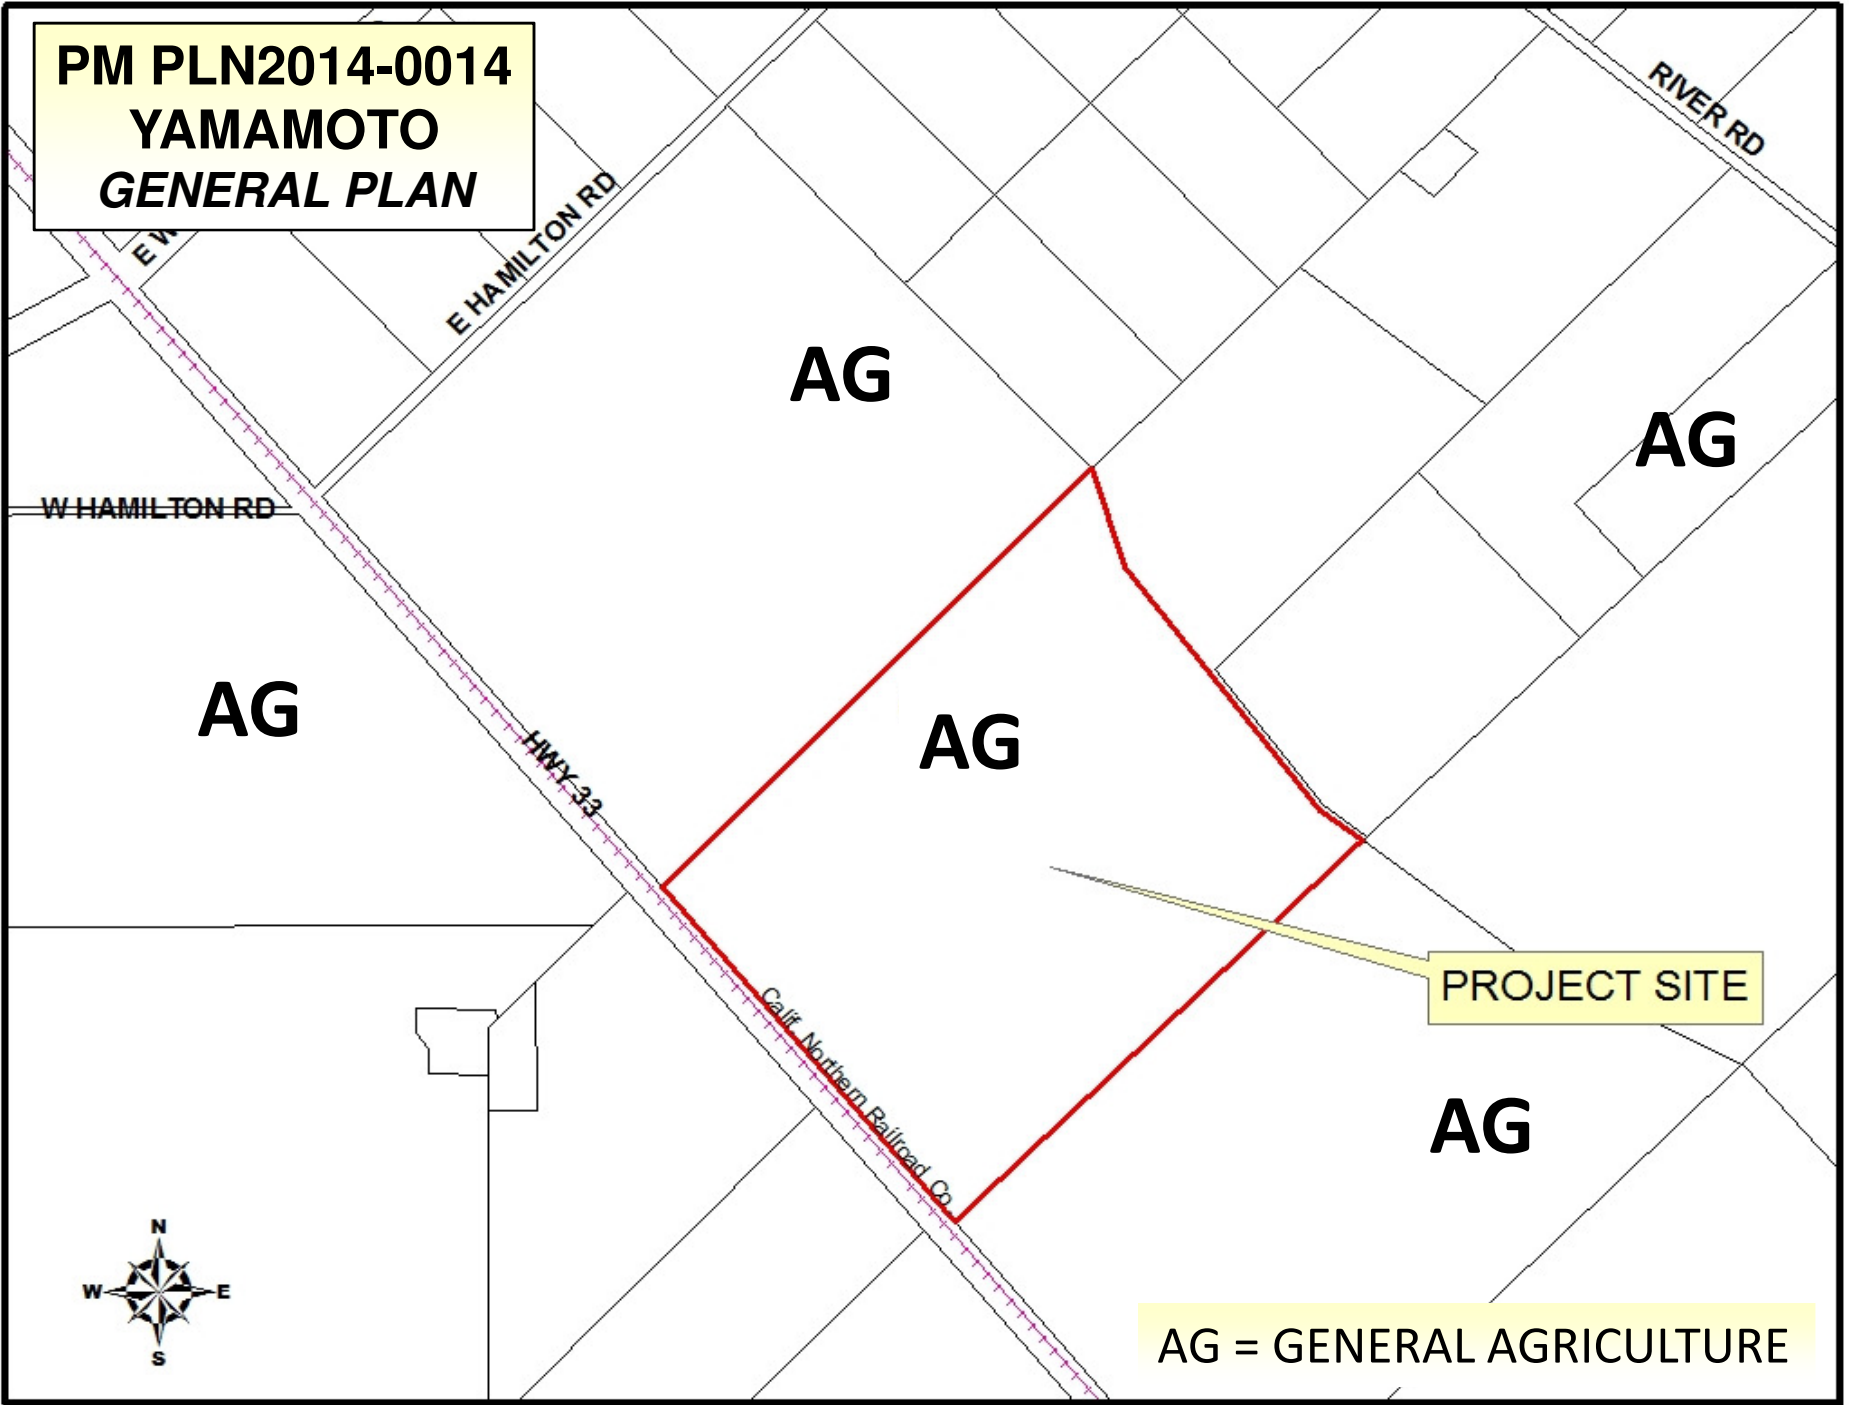 PM PLN2014-0014
YAMAMOTO
GENERAL PLAN
RIVER RD
E HAMILTON RD
E W
AG
AG
W HAMILTON RD
AG
AG
HWY 33
PROJECT SITE
Calif. Northern Railroad Co.
AG
N
W E
S
AG = GENERAL AGRICULTURE